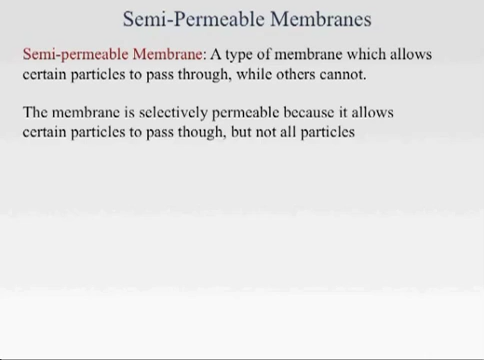 Semi-Permeable Membranes
Semi-permeable Membrane: A type of membrane which allows
certain particles to pass through, while others cannot.
The membrane is selectively permeable because it allows
certain particles to pass though, but not all particles